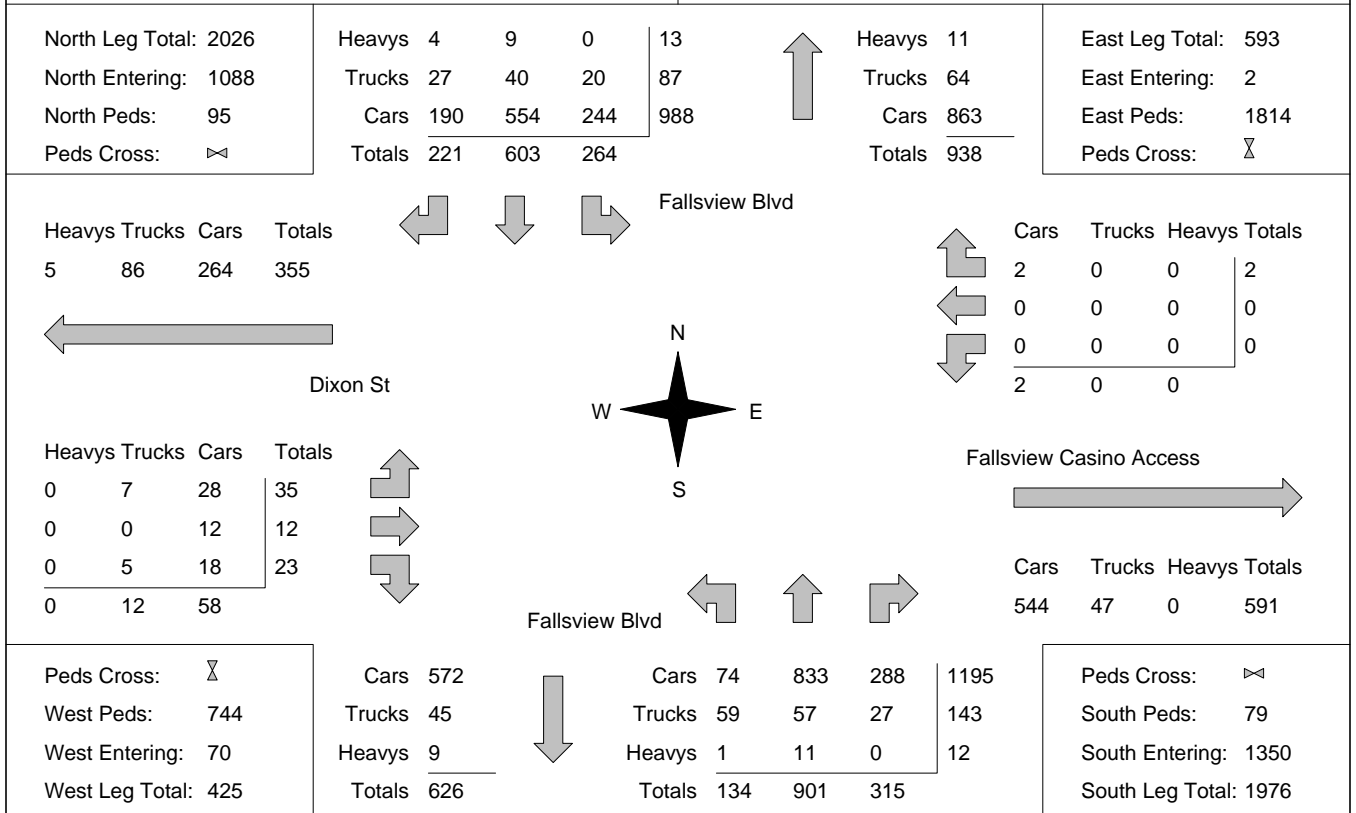 North Leg Total: 2026
North Entering: 1088
North Peds: 95
Peds Cross:
Heavys 4 9 0 13
Trucks 27 40 20 87
Cars 190 554 244 988
Totals 221 603 264
Heavys 11
Trucks 64
Cars 863
Totals 938
East Leg Total: 593
East Entering: 2
East Peds: 1814
Peds Cross:
Fallsview Blvd
Heavys Trucks Cars Totals
5 86 264 355
Cars Trucks Heavys Totals
2 0 0 2
0 0 0 0
0 0 0 0
2 0 0
Dixon St
N
W E
S
Heavys Trucks Cars Totals
0 7 28 35
0 0 12 12
0 5 18 23
0 12 58
Fallsview Casino Access
Cars Trucks Heavys Totals
544 47 0 591
Fallsview Blvd
Peds Cross:
West Peds: 744
West Entering: 70
West Leg Total: 425
Cars 572
Trucks 45
Heavys 9
Totals 626
Cars 74 833 288 1195
Trucks 59 57 27 143
Heavys 1 11 0 12
Totals 134 901 315
Peds Cross:
South Peds: 79
South Entering: 1350
South Leg Total: 1976